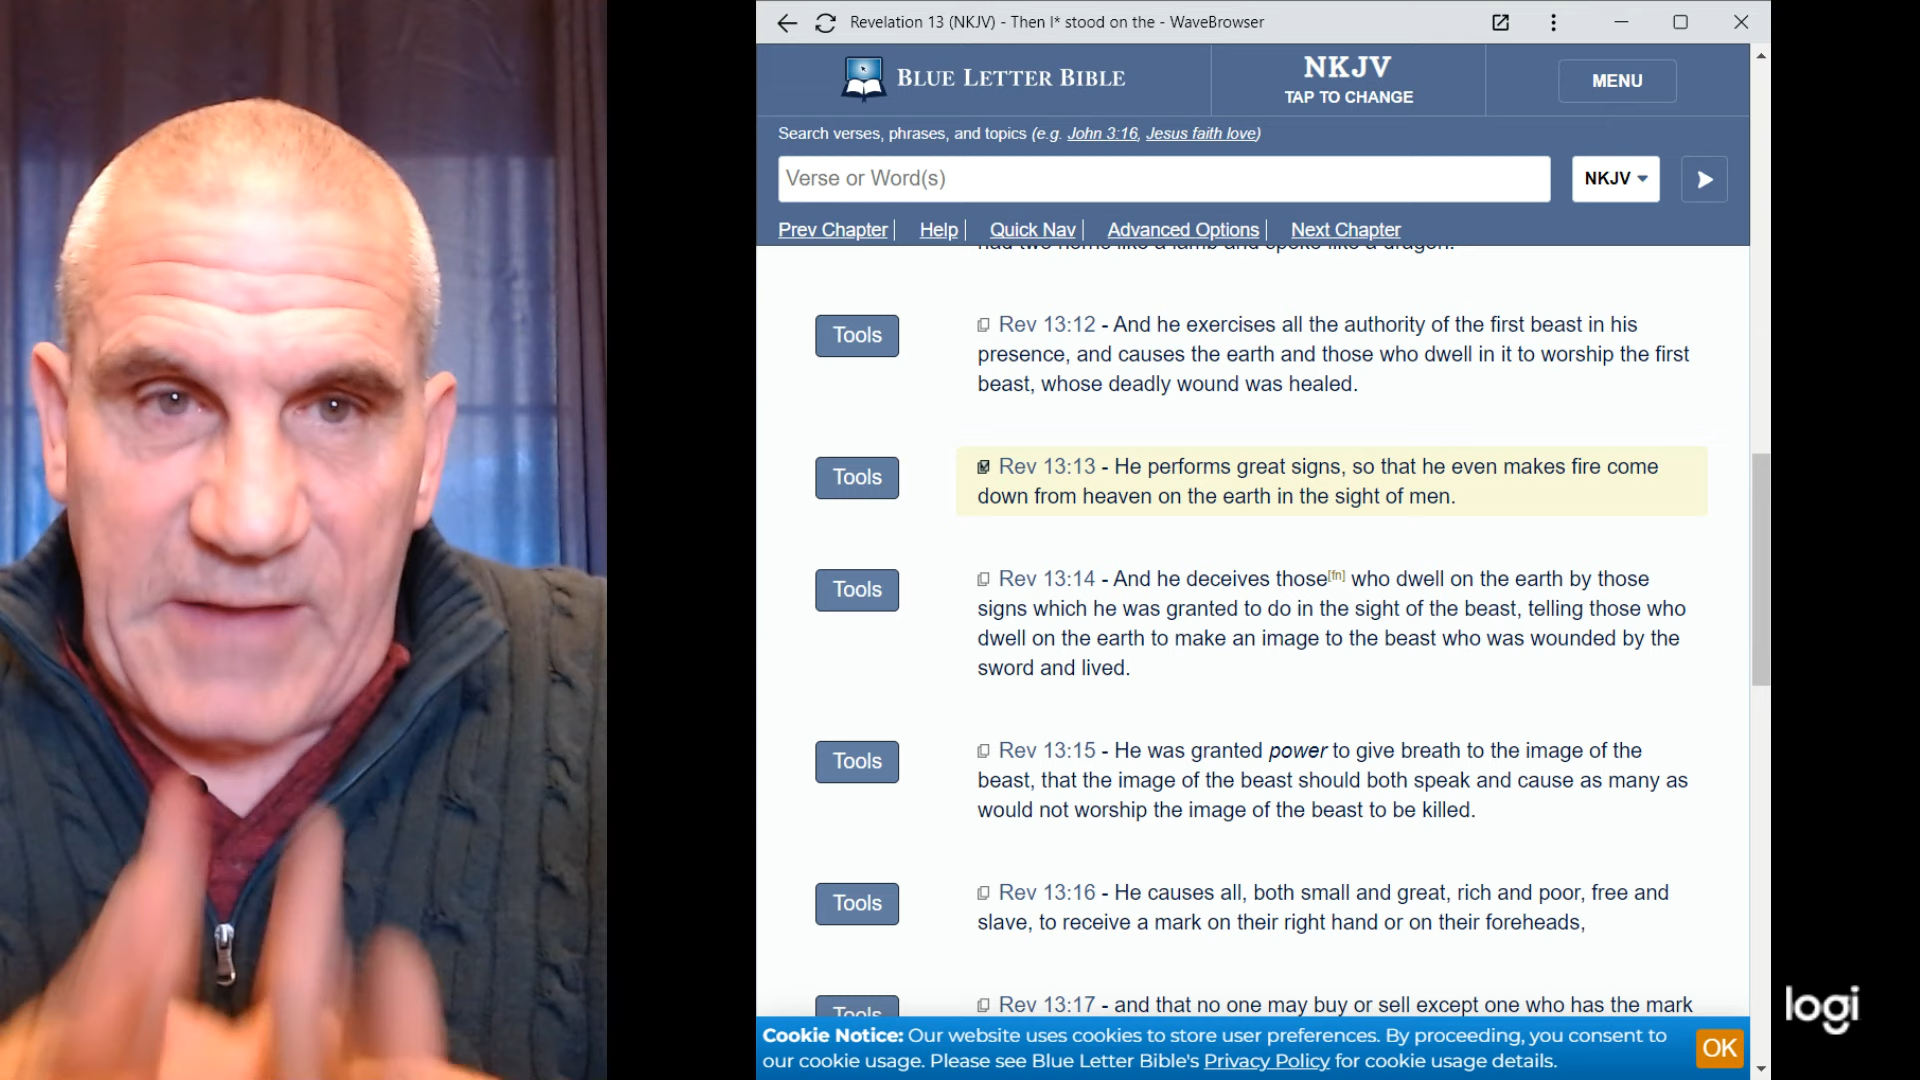 Revelation 13 (NKJV) - Then I* stood on the - WaveBrowser
BLUE LETTER BIBLE
NKJV
TAP TO CHANGE
MENU
Search verses, phrases, and topics (e.g. John 3:16, Jesus faith love)
Verse or Word(s)
NKJV
Prev Chapter
Help
Quick Nav
Advanced Options
Next Chapter
had two horns like a lamb and spoke like a dragon.
Tools
Rev 13:12 - And he exercises all the authority of the first beast in his
presence, and causes the earth and those who dwell in it to worship the first
beast, whose deadly wound was healed.
Tools
Rev 13:13 - He performs great signs, so that he even makes fire come
down from heaven on the earth in the sight of men.
Tools
Rev 13:14 - And he deceives those[fn] who dwell on the earth by those
signs which he was granted to do in the sight of the beast, telling those who
dwell on the earth to make an image to the beast who was wounded by the
sword and lived.
Tools
Rev 13:15 - He was granted power to give breath to the image of the
beast, that the image of the beast should both speak and cause as many as
would not worship the image of the beast to be killed.
Tools
Rev 13:16 - He causes all, both small and great, rich and poor, free and
slave, to receive a mark on their right hand or on their foreheads,
Tools
Rev 13:17 - and that no one may buy or sell except one who has the mark
Cookie Notice: Our website uses cookies to store user preferences. By proceeding, you consent to
our cookie usage. Please see Blue Letter Bible's Privacy Policy for cookie usage details.
OK
logi